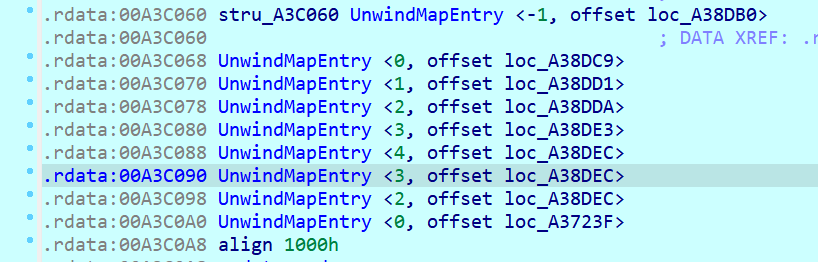 .rdata:00A3C060 stru_A3C060 UnwindMapEntry <-1, offset loc_A38DB0>
.rdata:00A3C060 ; DATA XREF: .r
.rdata:00A3C068 UnwindMapEntry <0, offset loc_A38DC9>
.rdata:00A3C070 UnwindMapEntry <1, offset loc_A38DD1>
.rdata:00A3C078 UnwindMapEntry <2, offset loc_A38DDA>
.rdata:00A3C080 UnwindMapEntry <3, offset loc_A38DE3>
.rdata:00A3C088 UnwindMapEntry <4, offset loc_A38DEC>
.rdata:00A3C090 UnwindMapEntry <3, offset loc_A38DEC>
.rdata:00A3C098 UnwindMapEntry <2, offset loc_A38DEC>
.rdata:00A3C0A0 UnwindMapEntry <0, offset loc_A3723F>
.rdata:00A3C0A8 align 1000h